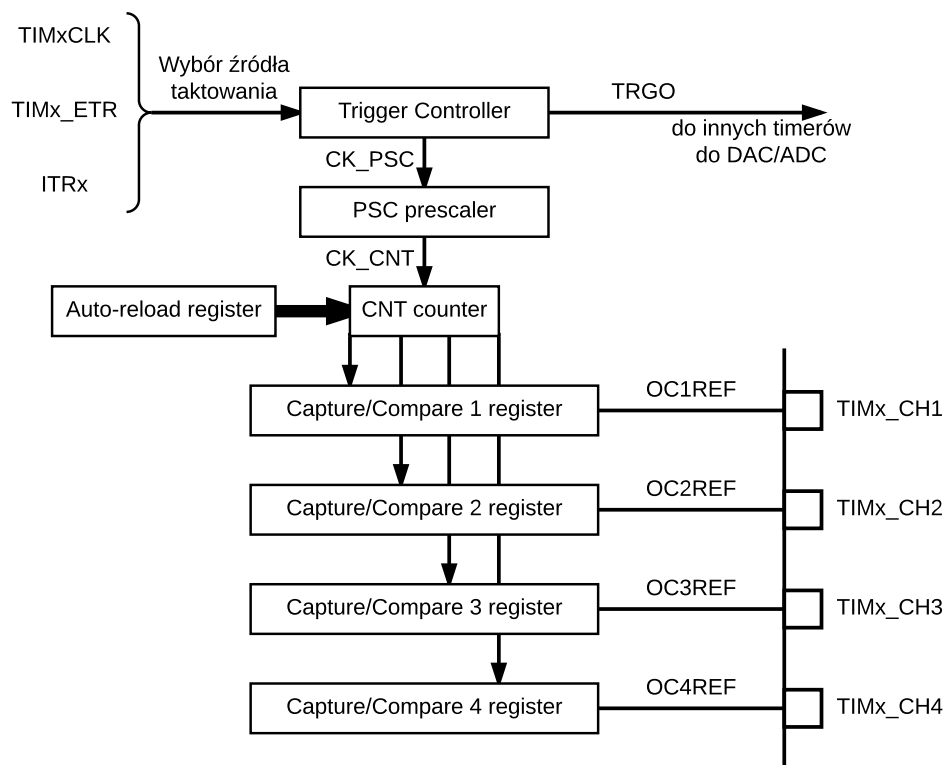 TIMxCLK
Wybór źródła
taktowania
TIMx_ETR
ITRx
Trigger Controller
TRGO
do innych timerów
do DAC/ADC
CK_PSC
PSC prescaler
CK_CNT
Auto-reload register
CNT counter
Capture/Compare 1 register
OC1REF
TIMx_CH1
Capture/Compare 2 register
OC2REF
TIMx_CH2
Capture/Compare 3 register
OC3REF
TIMx_CH3
Capture/Compare 4 register
OC4REF
TIMx_CH4